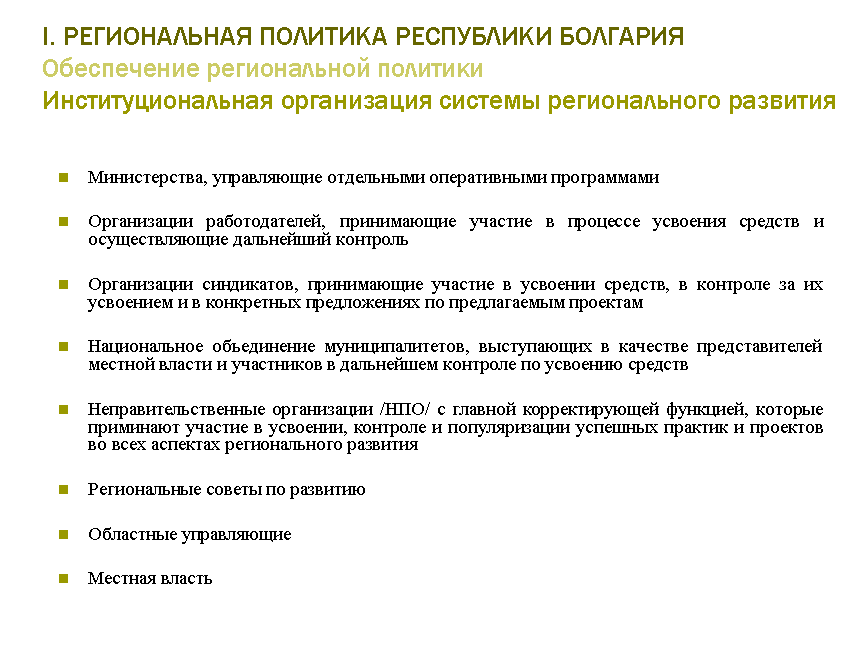 I. РЕГИОНАЛЬНАЯ ПОЛИТИКА РЕСПУБЛИКИ БОЛГАРИЯ
Обеспечение региональной политики
Институциональная организация системы регионального развития
Министерства, управляющие отдельными оперативными программами
Организации работодателей, принимающие участие в процессе усвоения средств и
осуществляющие дальнейший контроль
Организации синдикатов, принимающие участие в усвоении средств, в контроле за их
усвоением и в конкретных предложениях по предлагаемым проектам
Национальное объединение муниципалитетов, выступающих в качестве представителей
местной власти и участников в дальнейшем контроле по усвоению средств
Неправительственные организации /НПО/ с главной корректирующей функцией, которые
приминают участие в усвоении, контроле и популяризации успешных практик и проектов
во всех аспектах регионального развития
Региональные советы по развитию
Областные управляющие
Местная власть